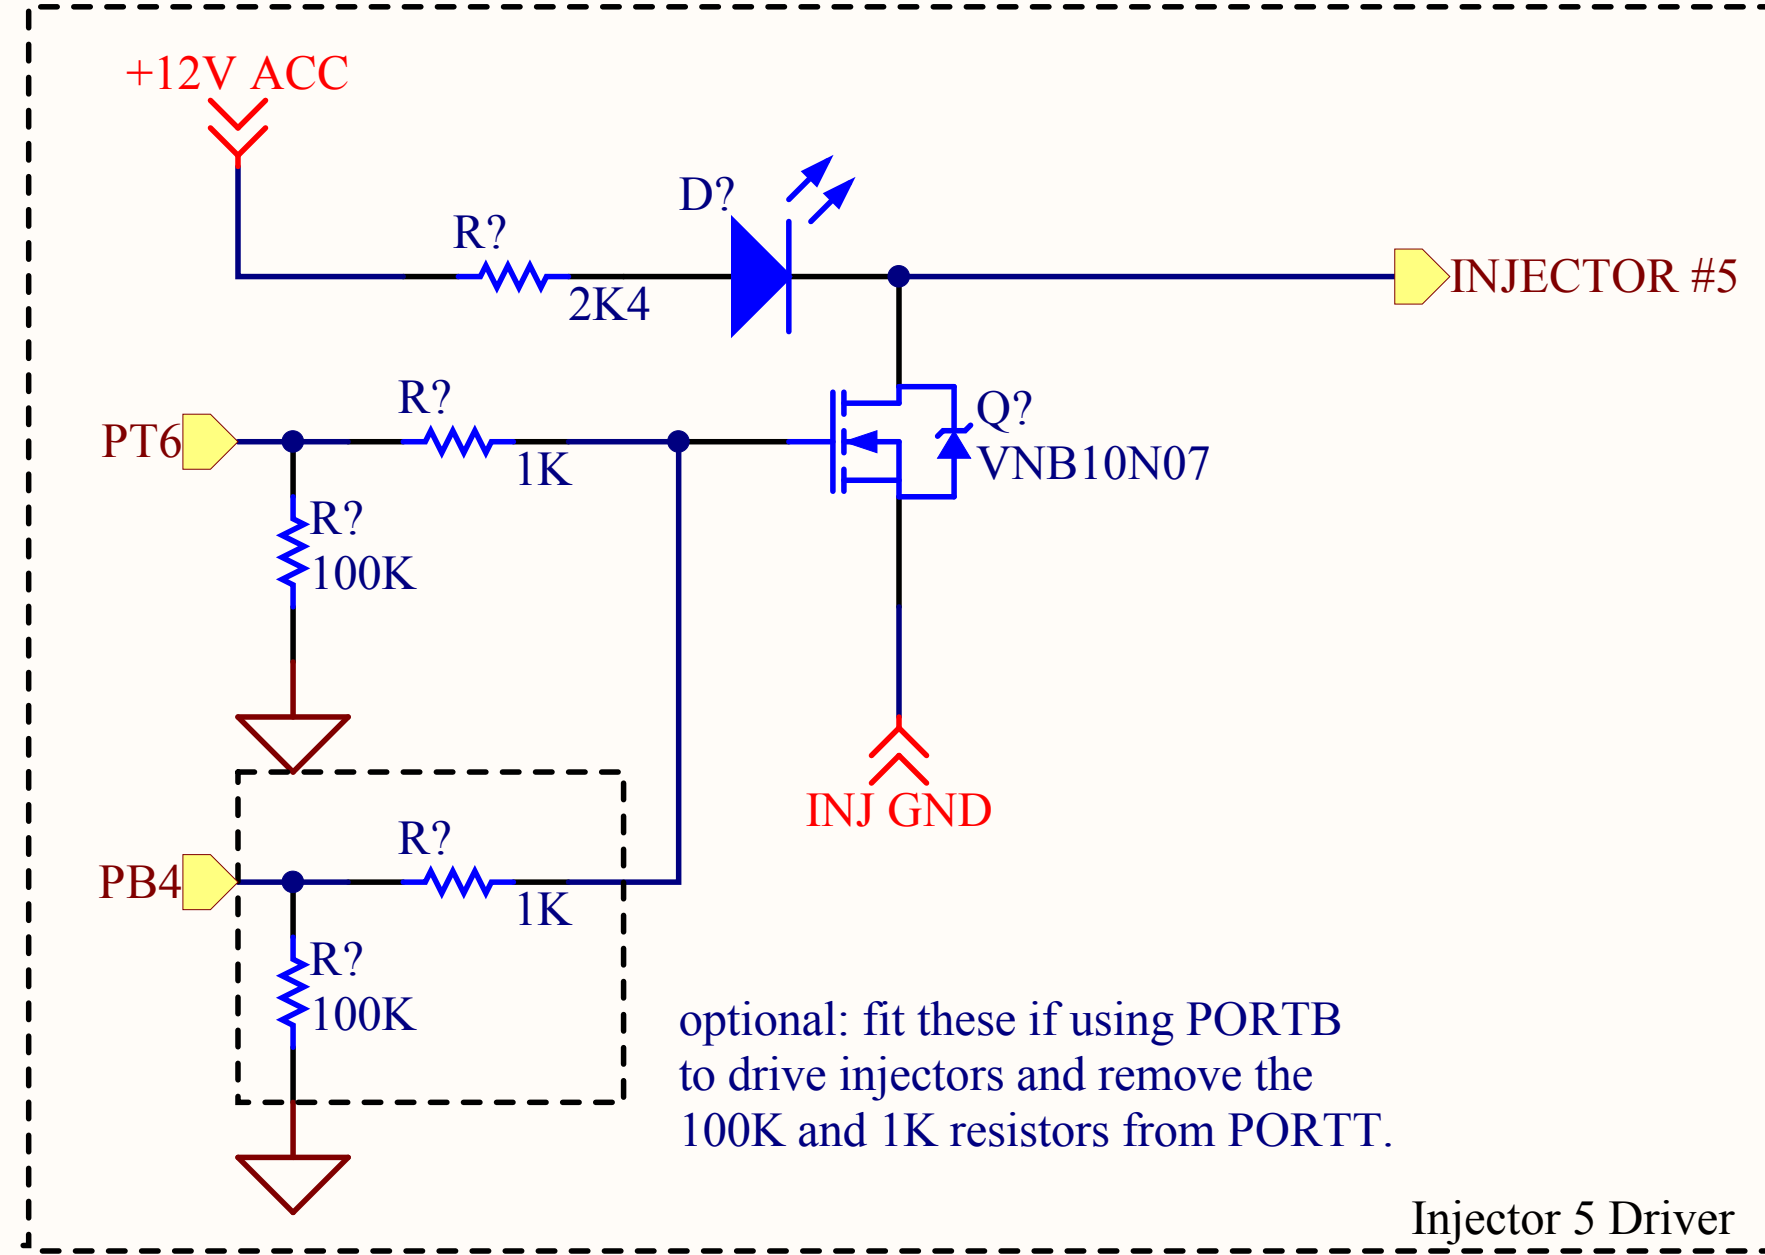 +12V ACC
D?
R?
2K4
INJECTOR #5
R?
PT6
1K
Q?
VNB10N07
R?
100K
INJ GND
R?
PB4
1K
R?
100K
optional: fit these if using PORTB
to drive injectors and remove the
100K and 1K resistors from PORTT.
Injector 5 Driver